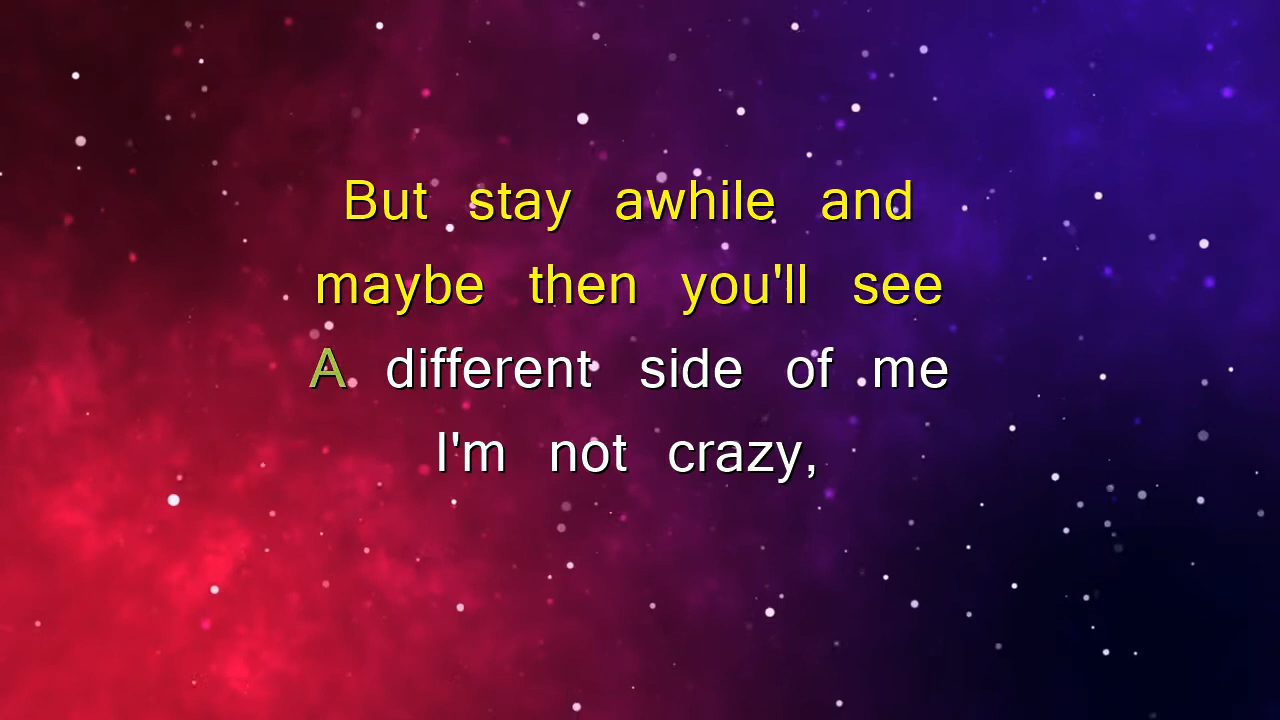 But stay awhile and
maybe then you'll see
A different side of me
I'm not crazy,